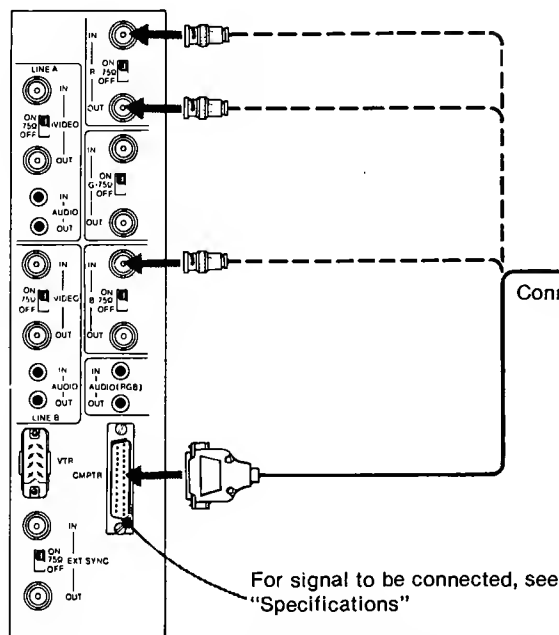 IN
ON
75Ω
OFF
R
OUT
LINE A
IN
ON
75Ω
OFF
VIDEO
OUT
IN
AUDIO
OUT
IN
ON
G-75Ω
OFF
OUT
IN
ON
75Ω
OFF
VIDEO
OUT
IN
AUDIO
OUT
LINE B
IN
ON
B 75Ω
OFF
OUT
IN
AUDIO(RGB)
OUT
VTR
CMPTR
IN
ON
75Ω
OFF
EXT SYNC
OUT
Conn
For signal to be connected, see
"Specifications"